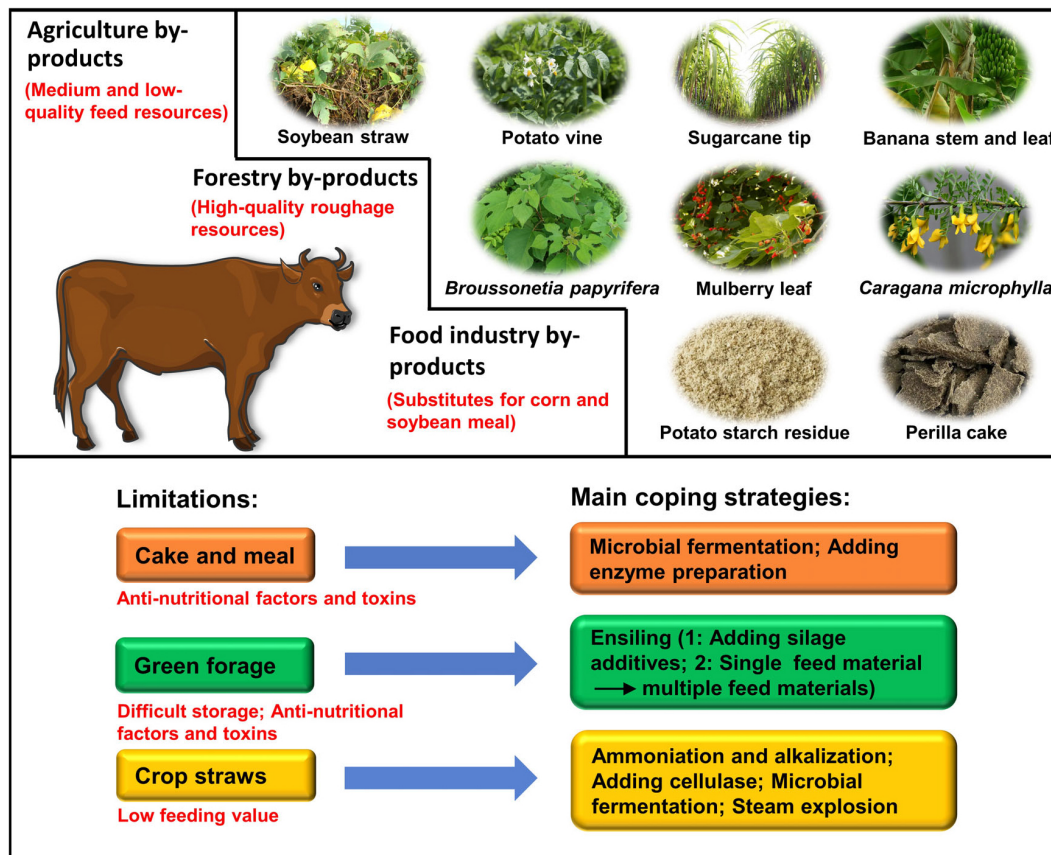 Agriculture by-
products
(Medium and low-
quality feed resources)
Soybean straw
Potato vine
Sugarcane tip
Banana stem and leaf
Forestry by-products
(High-quality roughage
resources)
Broussonetia papyrifera
Mulberry leaf
Caragana microphylla
Food industry by-
products
(Substitutes for corn and
soybean meal)
Potato starch residue
Perilla cake
Limitations:
Main coping strategies:
Cake and meal
Anti-nutritional factors and toxins
Microbial fermentation; Adding
enzyme preparation
Green forage
Difficult storage; Anti-nutritional
factors and toxins
Ensiling (1: Adding silage
additives; 2: Single feed material
→ multiple feed materials)
Crop straws
Low feeding value
Ammoniation and alkalization;
Adding cellulase; Microbial
fermentation; Steam explosion